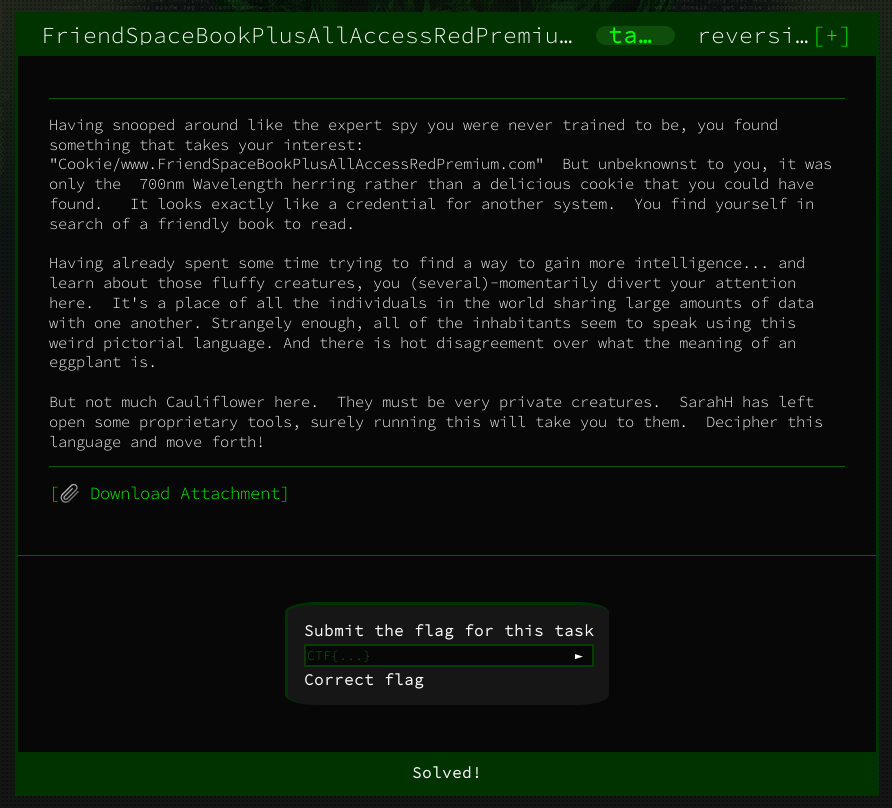 FriendSpaceBookPlusAllAccessRedPremiu… ta… reversi…[+]
Having snooped around like the expert spy you were never trained to be, you found
something that takes your interest:
"Cookie/www.FriendSpaceBookPlusAllAccessRedPremium.com"  But unbeknownst to you, it was
only the  700nm Wavelength herring rather than a delicious cookie that you could have
found.   It looks exactly like a credential for another system.  You find yourself in
search of a friendly book to read.
Having already spent some time trying to find a way to gain more intelligence... and
learn about those fluffy creatures, you (several)-momentarily divert your attention
here.  It's a place of all the individuals in the world sharing large amounts of data
with one another. Strangely enough, all of the inhabitants seem to speak using this
weird pictorial language. And there is hot disagreement over what the meaning of an
eggplant is.
But not much Cauliflower here.  They must be very private creatures.  SarahH has left
open some proprietary tools, surely running this will take you to them.  Decipher this
language and move forth!
[📎 Download Attachment]
Submit the flag for this task
CTF{...} ►
Correct flag
Solved!